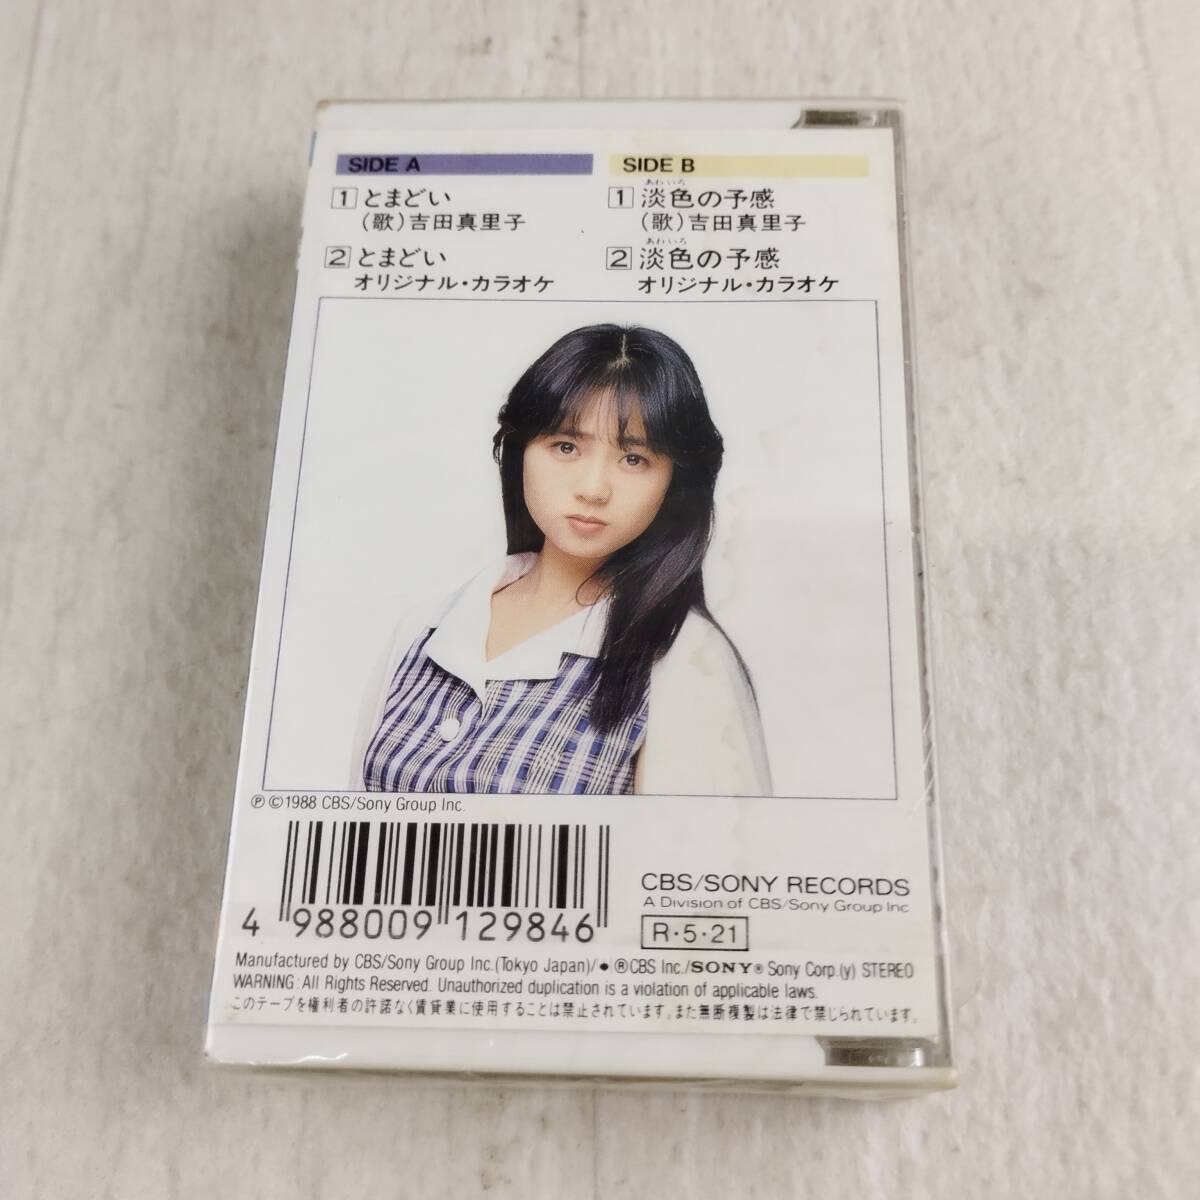 SIDE A
1 とまどい
（歌）吉田真里子
2 とまどい
オリジナル・カラオケ
SIDE B
あわいろ
1 淡色の予感
（歌）吉田真里子
あわいろ
2 淡色の予感
オリジナル・カラオケ
Ⓟ©1988 CBS/Sony Group Inc.
4 988009 129846
CBS/SONY RECORDS
A Division of CBS/Sony Group Inc
R・5・21
Manufactured by CBS/Sony Group Inc.(Tokyo Japan)/● ®CBS Inc./SONY® Sony Corp.(y) STEREO
WARNING: All Rights Reserved. Unauthorized duplication is a violation of applicable laws.
このテープを権利者の許諾なく賃貸業に使用することは禁止されています。また無断複製は法律で禁じられています。